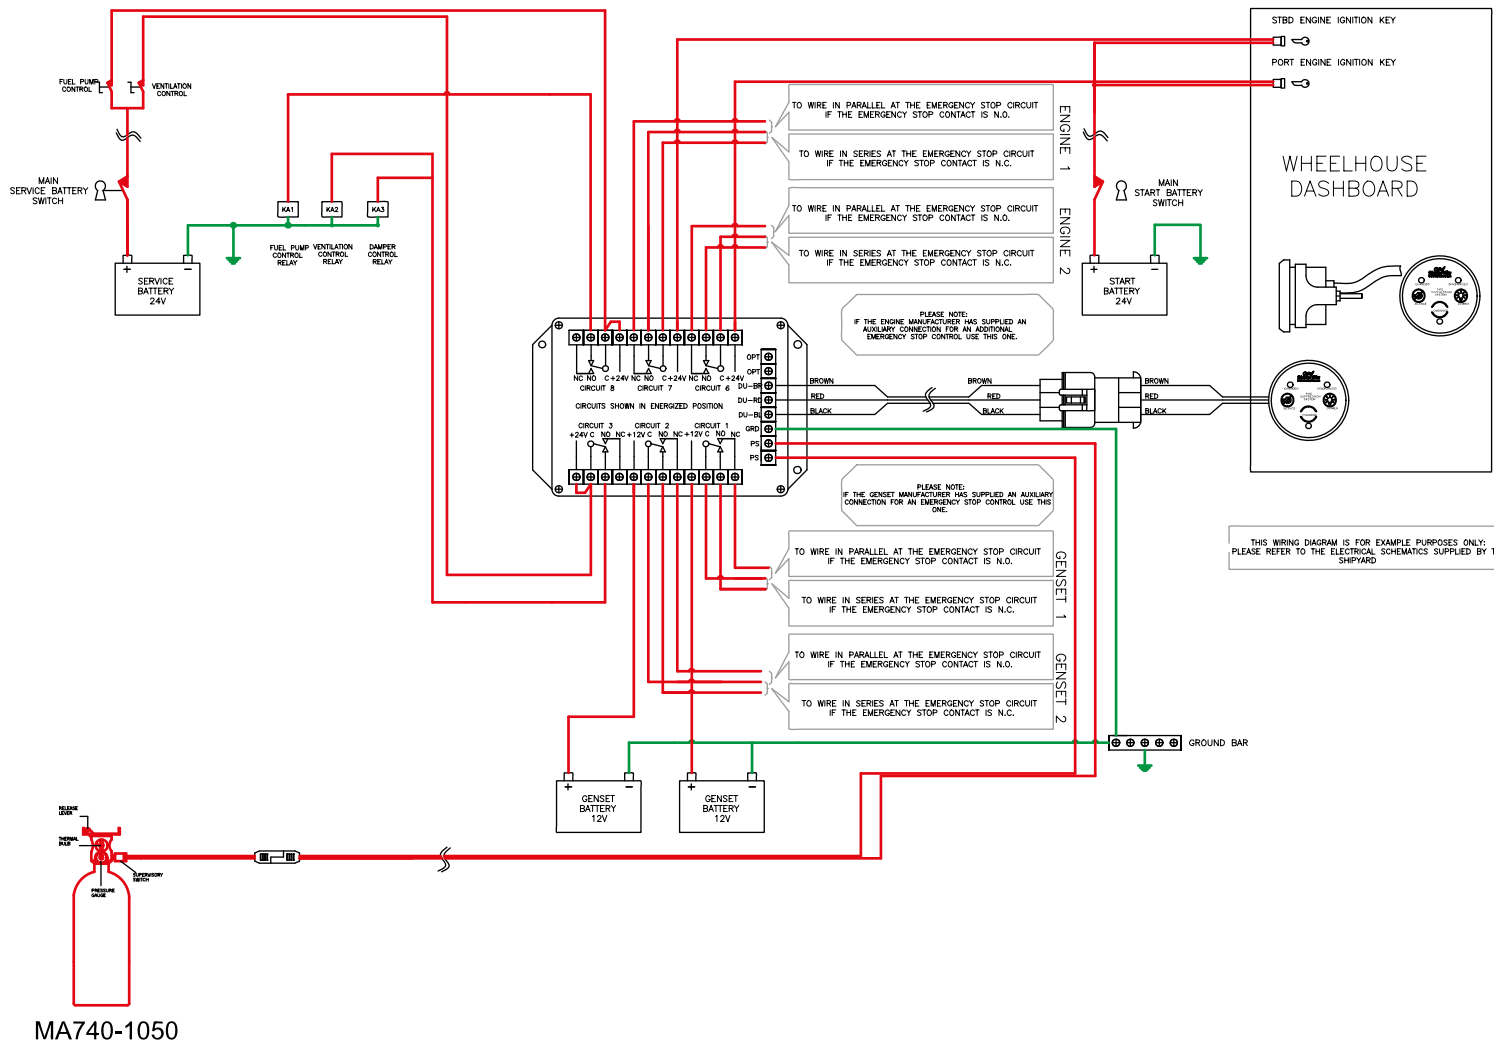 STBD ENGINE IGNITION KEY
PORT ENGINE IGNITION KEY
WHEELHOUSE
DASHBOARD
FUEL PUMP
CONTROL
VENTILATION
CONTROL
MAIN
SERVICE BATTERY
SWITCH
KA1
KA2
KA3
FUEL PUMP
CONTROL
RELAY
VENTILATION
CONTROL
RELAY
DAMPER
CONTROL
RELAY
+ −
SERVICE
BATTERY
24V
TO WIRE IN PARALLEL AT THE EMERGENCY STOP CIRCUIT
IF THE EMERGENCY STOP CONTACT IS N.O.
TO WIRE IN SERIES AT THE EMERGENCY STOP CIRCUIT
IF THE EMERGENCY STOP CONTACT IS N.C.
ENGINE 1
TO WIRE IN PARALLEL AT THE EMERGENCY STOP CIRCUIT
IF THE EMERGENCY STOP CONTACT IS N.O.
TO WIRE IN SERIES AT THE EMERGENCY STOP CIRCUIT
IF THE EMERGENCY STOP CONTACT IS N.C.
ENGINE 2
MAIN
START BATTERY
SWITCH
+ −
START
BATTERY
24V
PLEASE NOTE:
IF THE ENGINE MANUFACTURER HAS SUPPLIED AN
AUXILIARY CONNECTION FOR AN ADDITIONAL
EMERGENCY STOP CONTROL USE THIS ONE.
NC NO C +24V NC NO C +24V NC NO C +24V
CIRCUIT 8 CIRCUIT 7 CIRCUIT 6
CIRCUITS SHOWN IN ENERGIZED POSITION
CIRCUIT 3 CIRCUIT 2 CIRCUIT 1
+24V C NO NC +12V C NO NC +12V C NO NC
OPT
OPT
DU-BR
DU-RD
DU-BL
GRD
PS
PS
BROWN
RED
BLACK
BROWN
RED
BLACK
BROWN
RED
BLACK
PLEASE NOTE:
IF THE GENSET MANUFACTURER HAS SUPPLIED AN AUXILIARY
CONNECTION FOR AN EMERGENCY STOP CONTROL USE THIS
ONE.
THIS WIRING DIAGRAM IS FOR EXAMPLE PURPOSES ONLY:
PLEASE REFER TO THE ELECTRICAL SCHEMATICS SUPPLIED BY T
SHIPYARD
TO WIRE IN PARALLEL AT THE EMERGENCY STOP CIRCUIT
IF THE EMERGENCY STOP CONTACT IS N.O.
TO WIRE IN SERIES AT THE EMERGENCY STOP CIRCUIT
IF THE EMERGENCY STOP CONTACT IS N.C.
GENSET 1
TO WIRE IN PARALLEL AT THE EMERGENCY STOP CIRCUIT
IF THE EMERGENCY STOP CONTACT IS N.O.
TO WIRE IN SERIES AT THE EMERGENCY STOP CIRCUIT
IF THE EMERGENCY STOP CONTACT IS N.C.
GENSET 2
GROUND BAR
+ −
GENSET
BATTERY
12V
+ −
GENSET
BATTERY
12V
RELEASE
LEVER
THERMAL
BULB
SUPERVISORY
SWITCH
PRESSURE
GAUGE
MA740-1050